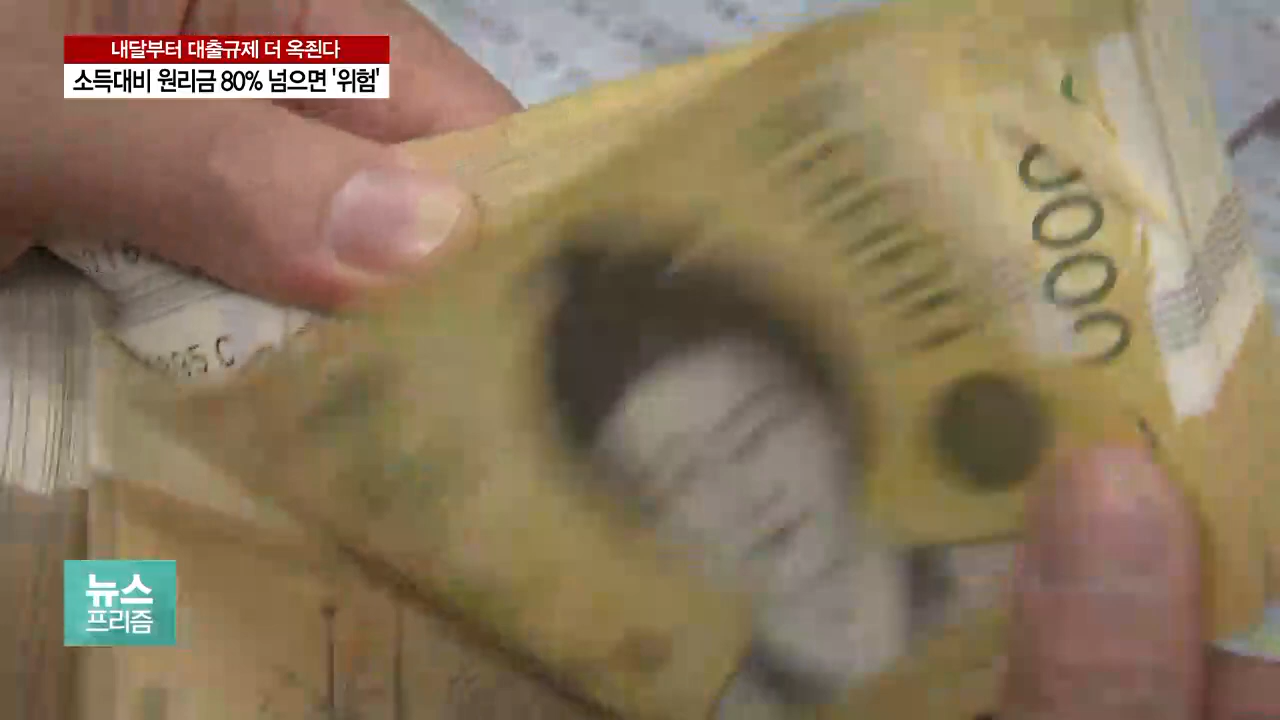 내달부터 대출규제 더 옥죈다
소득대비 원리금 80% 넘으면 '위험'
뉴스
프리즘